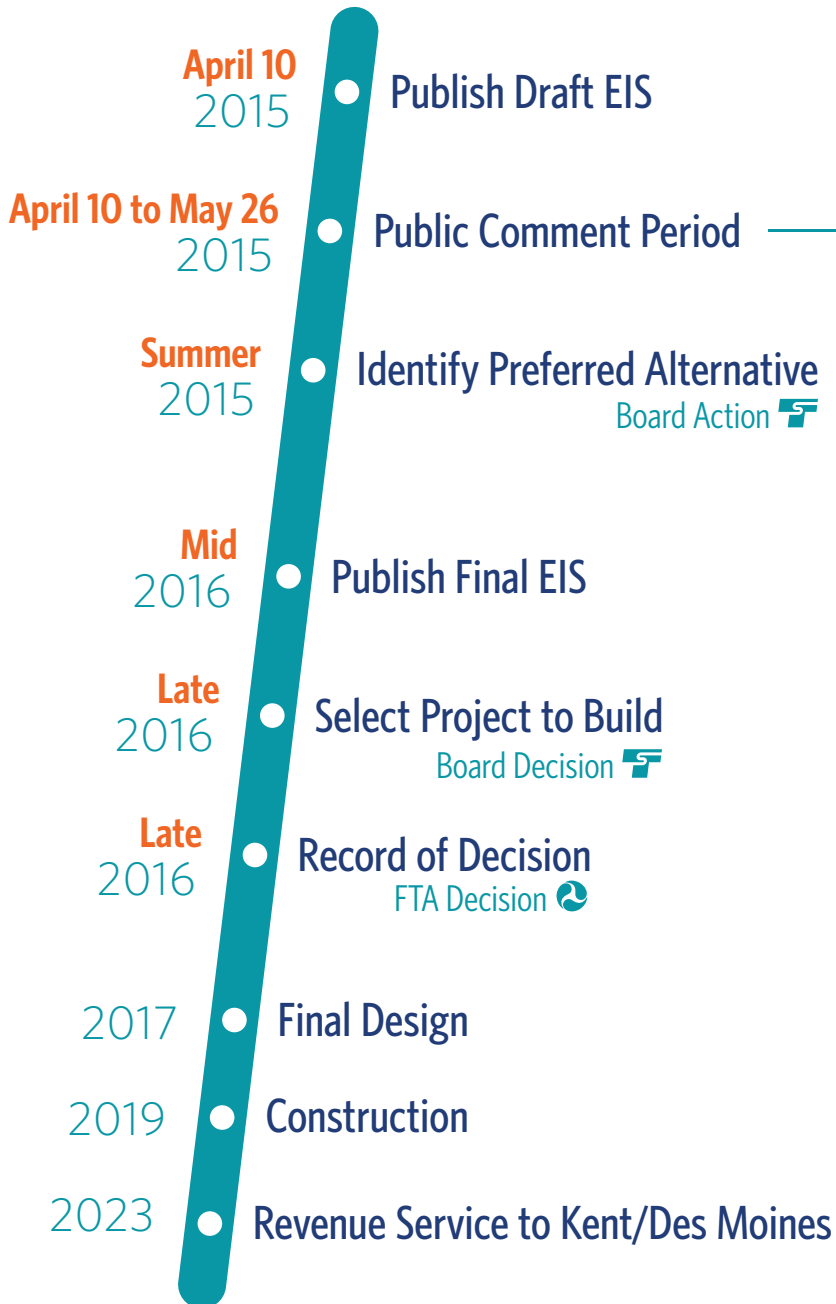 April 10
2015
Publish Draft EIS
April 10 to May 26
2015
Public Comment Period
Summer
2015
Identify Preferred Alternative
Board Action
Mid
2016
Publish Final EIS
Late
2016
Select Project to Build
Board Decision
Late
2016
Record of Decision
FTA Decision
2017
Final Design
2019
Construction
2023
Revenue Service to Kent/Des Moines